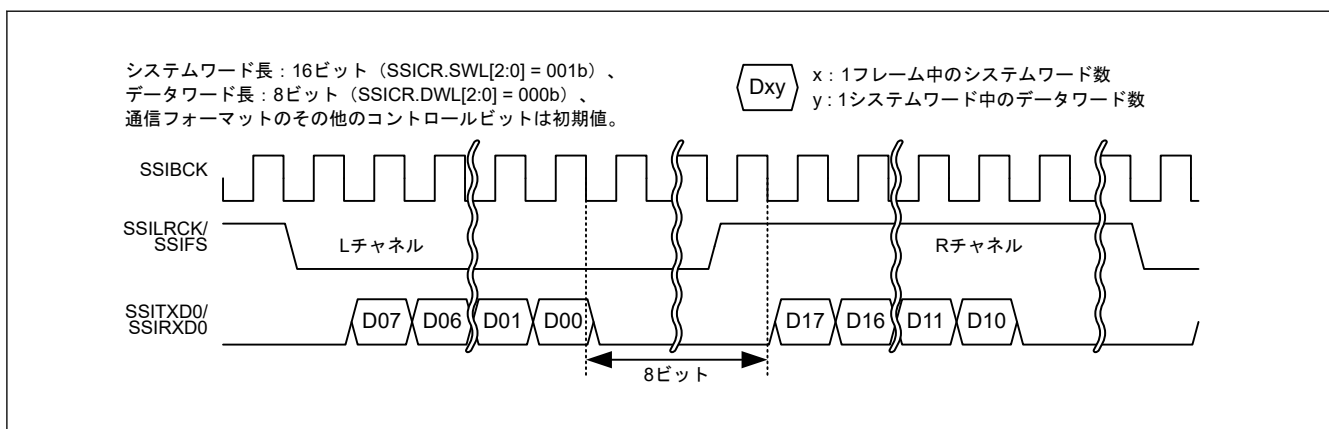 システムワード長：16ビット（SSICR.SWL[2:0] = 001b）、
データワード長：8ビット（SSICR.DWL[2:0] = 000b）、
通信フォーマットのその他のコントロールビットは初期値。
Dxy
x : 1フレーム中のシステムワード数
y : 1システムワード中のデータワード数
SSIBCK
SSILRCK/
SSIFS
Lチャネル
Rチャネル
SSITXD0/
SSIRXD0
D07 D06 D01 D00 D17 D16 D11 D10
8ビット